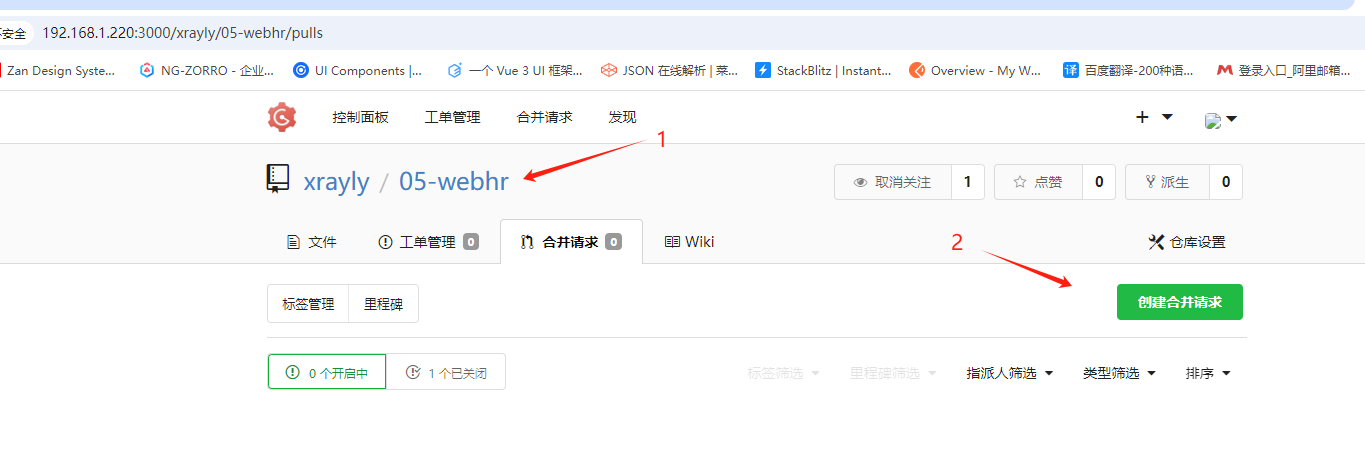 不安全 192.168.1.220:3000/xrayly/05-webhr/pulls
Zan Design Syste... NG-ZORRO - 企业... UI Components |... 一个 Vue 3 UI 框架... JSON 在线解析 | 菜... StackBlitz | Instant... Overview - My W... 译 百度翻译-200种语... 登录入口_阿里邮箱...
控制面板 工单管理 合并请求 发现
1
xrayly / 05-webhr 取消关注 1 点赞 0 派生 0
文件 工单管理 0 合并请求 0 Wiki 2 仓库设置
标签管理 里程碑 创建合并请求
0 个开启中 1 个已关闭 标签筛选 里程碑筛选 指派人筛选 类型筛选 排序